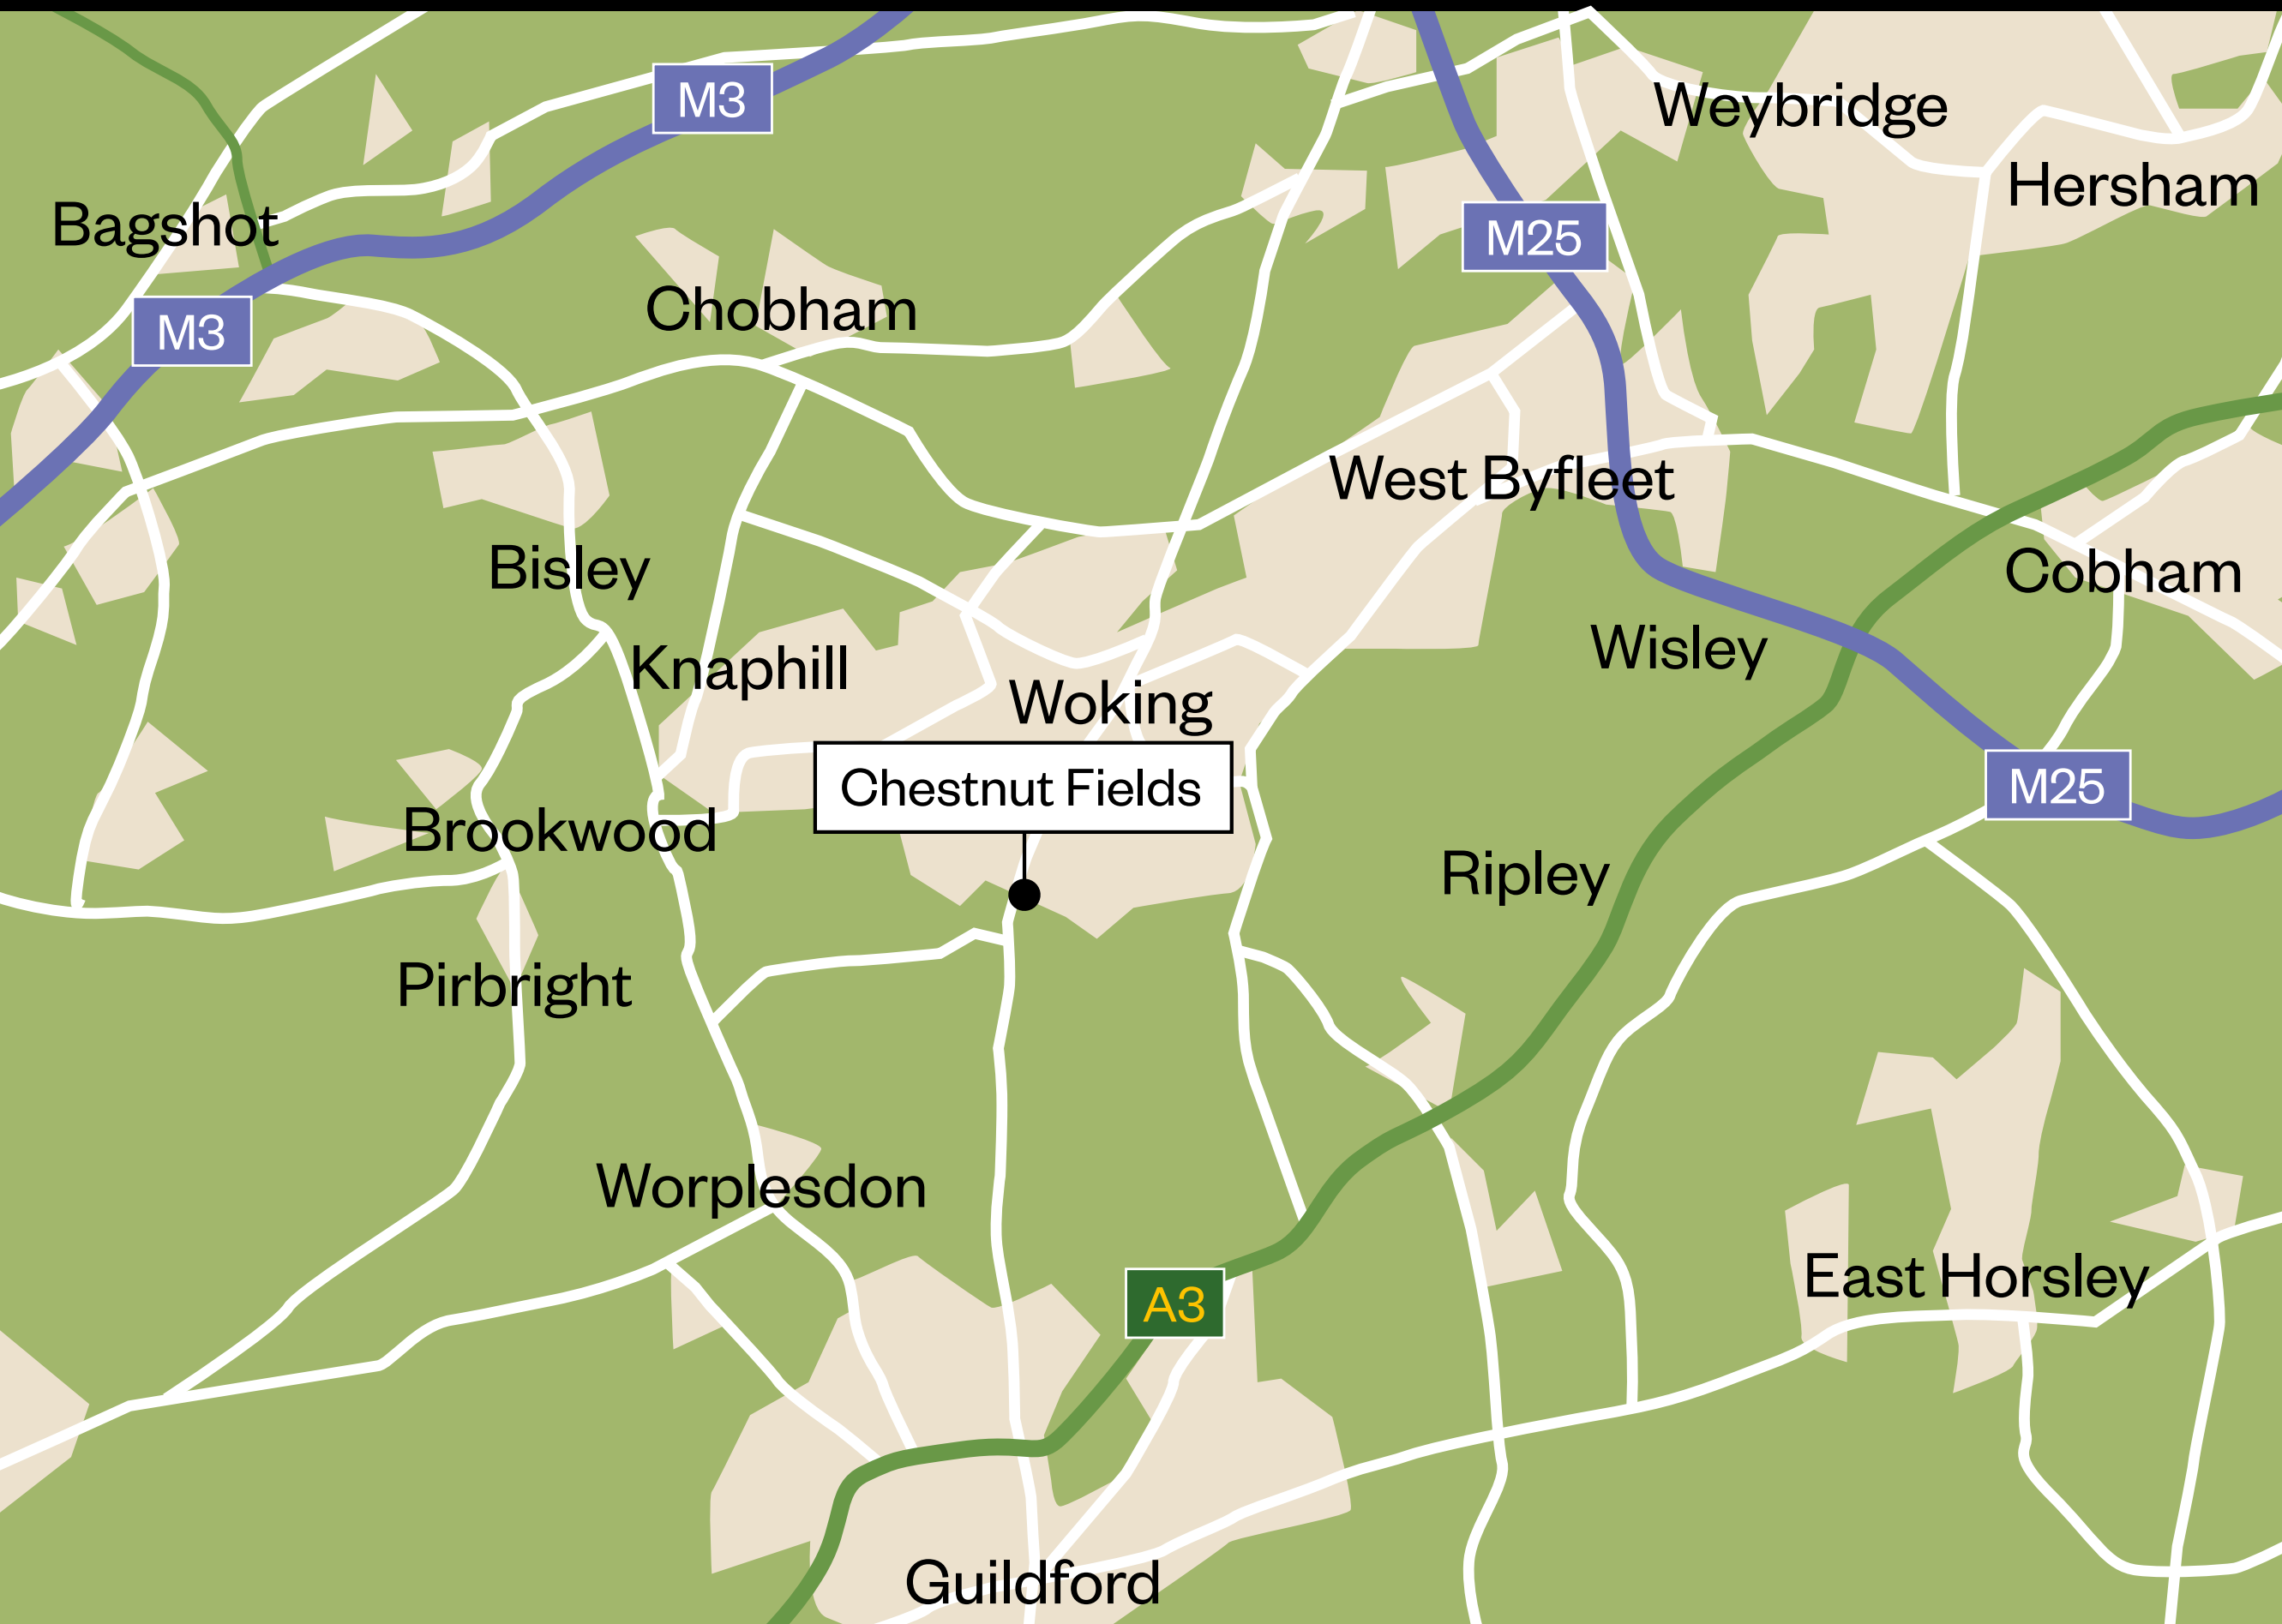 M3
Weybridge
Hersham
Bagshot
M25
Chobham
M3
West Byfleet
Bisley
Cobham
Wisley
Knaphill
Woking
Chestnut Fields
M25
Brookwood
Ripley
Pirbright
Worplesdon
East Horsley
A3
Guildford